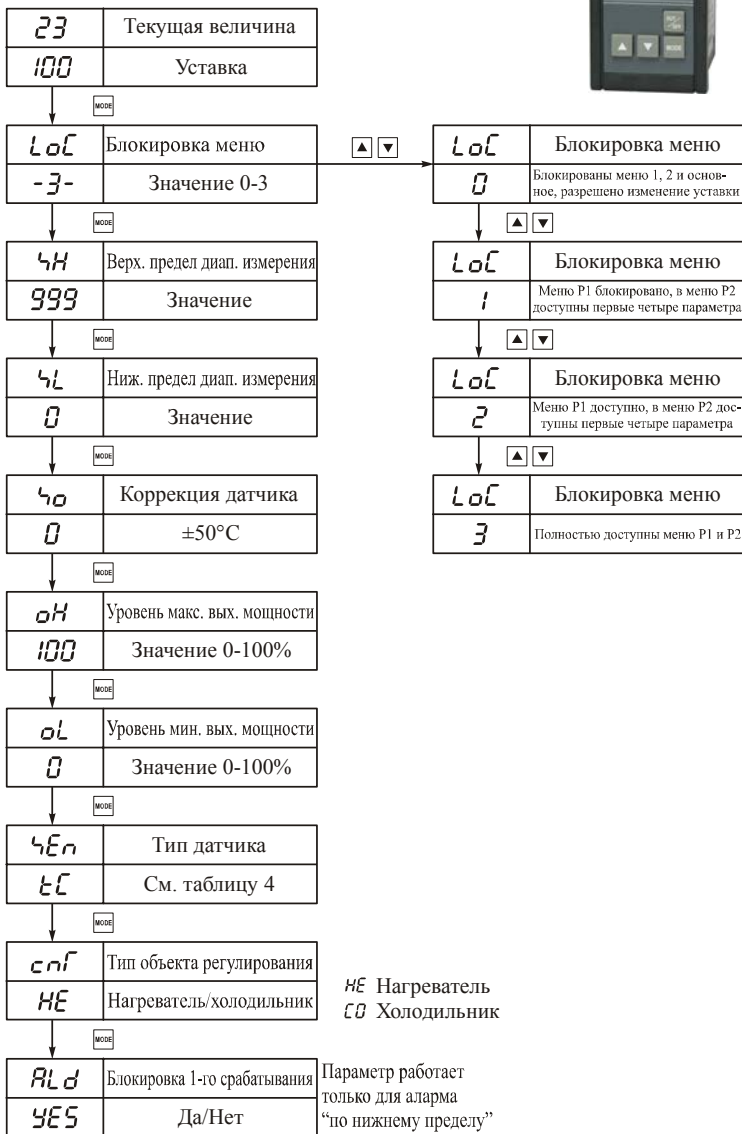 23 Текущая величина
100 Уставка
MODE
LoC Блокировка меню
-3- Значение 0-3
MODE
ЧH Верх. предел диап. измерения
999 Значение
MODE
ЧL Ниж. предел диап. измерения
0 Значение
MODE
Чo Коррекция датчика
0 ±50°C
MODE
oH Уровень макс. вых. мощности
100 Значение 0-100%
MODE
oL Уровень мин. вых. мощности
0 Значение 0-100%
MODE
ЧEn Тип датчика
tC См. таблицу 4
MODE
cnГ Тип объекта регулирования
HE Нагреватель/холодильник
HE Нагреватель
CO Холодильник
MODE
ALd Блокировка 1-го срабатывания
YES Да/Нет
Параметр работает
только для аларма
“по нижнему пределу”
▲ ▼
LoC Блокировка меню
0 Блокированы меню 1, 2 и основ-
ное, разрешено изменение уставки
▲ ▼
LoC Блокировка меню
1 Меню P1 блокировано, в меню P2
доступны первые четыре параметра
▲ ▼
LoC Блокировка меню
2 Меню P1 доступно, в меню P2 дос-
тупны первые четыре параметра
▲ ▼
LoC Блокировка меню
3 Полностью доступны меню P1 и P2
MODE